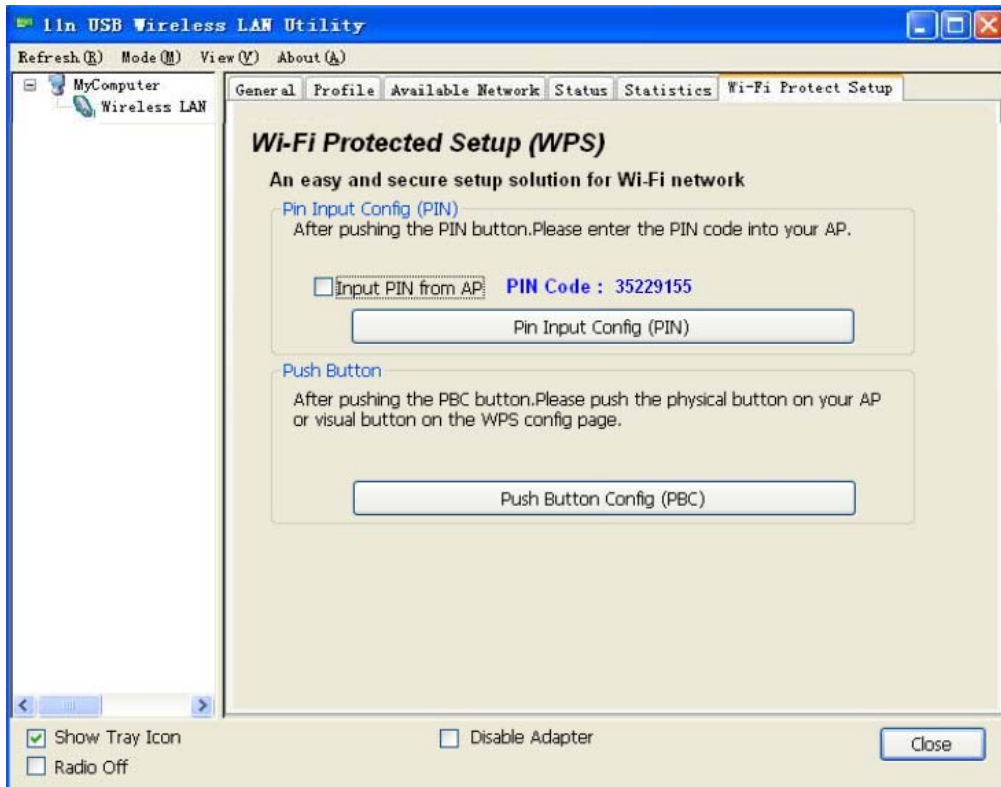 11n USB Wireless LAN Utility
Refresh(R) Mode(M) View(V) About(A)
MyComputer
Wireless LAN
General Profile Available Network Status Statistics Wi-Fi Protect Setup
Wi-Fi Protected Setup (WPS)
An easy and secure setup solution for Wi-Fi network
Pin Input Config (PIN)
After pushing the PIN button.Please enter the PIN code into your AP.
Input PIN from AP PIN Code : 35229155
Pin Input Config (PIN)
Push Button
After pushing the PBC button.Please push the physical button on your AP
or visual button on the WPS config page.
Push Button Config (PBC)
Show Tray Icon Disable Adapter Close
Radio Off